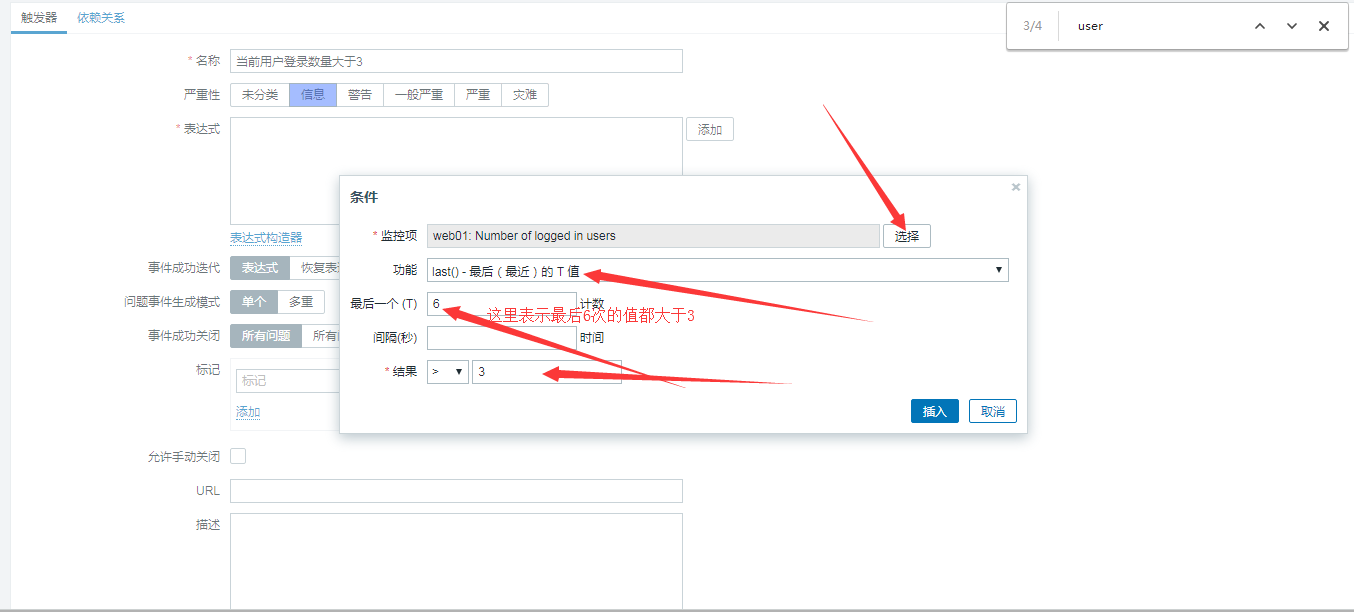 触发器 依赖关系
3/4 user
* 名称 当前用户登录数量大于3
严重性 未分类 信息 警告 一般严重 严重 灾难
* 表达式 添加
条件
* 监控项 web01: Number of logged in users 选择
表达式构造器
功能 last() - 最后 ( 最近 ) 的 T 值
事件成功迭代 表达式
最后一个 (T) 6 计数
问题事件生成模式 单个 多重
这里表示最后6次的值都大于3
间隔(秒) 时间
事件成功关闭 所有问题
* 结果 > 3
标记 标记
添加
插入 取消
允许手动关闭
URL
描述